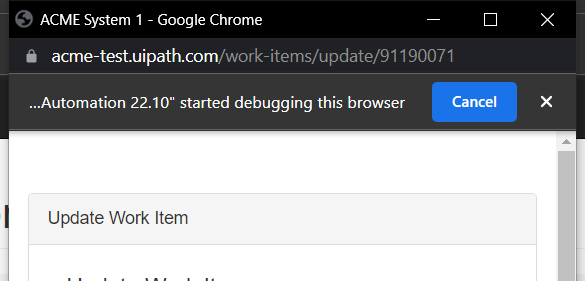 ACME System 1 - Google Chrome
acme-test.uipath.com/work-items/update/91190071
...Automation 22.10" started debugging this browser
Cancel
Update Work Item